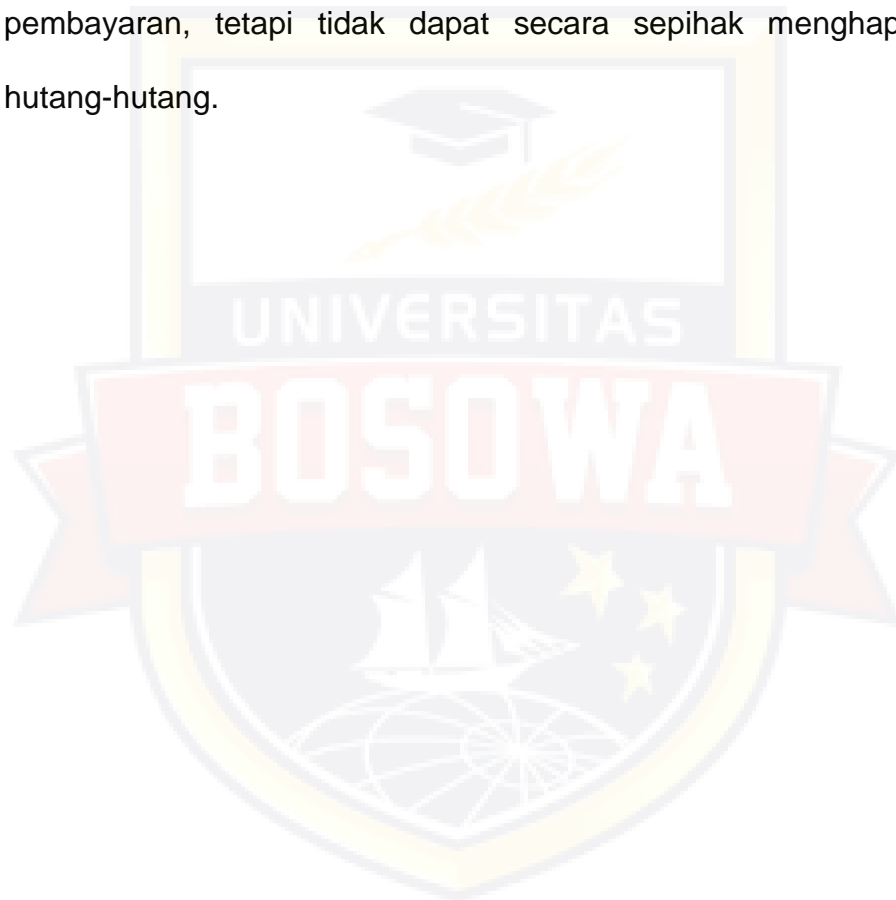 pembayaran, tetapi tidak dapat secara sepihak menghap
hutang-hutang.
UNIVERSITAS
BOSOWA